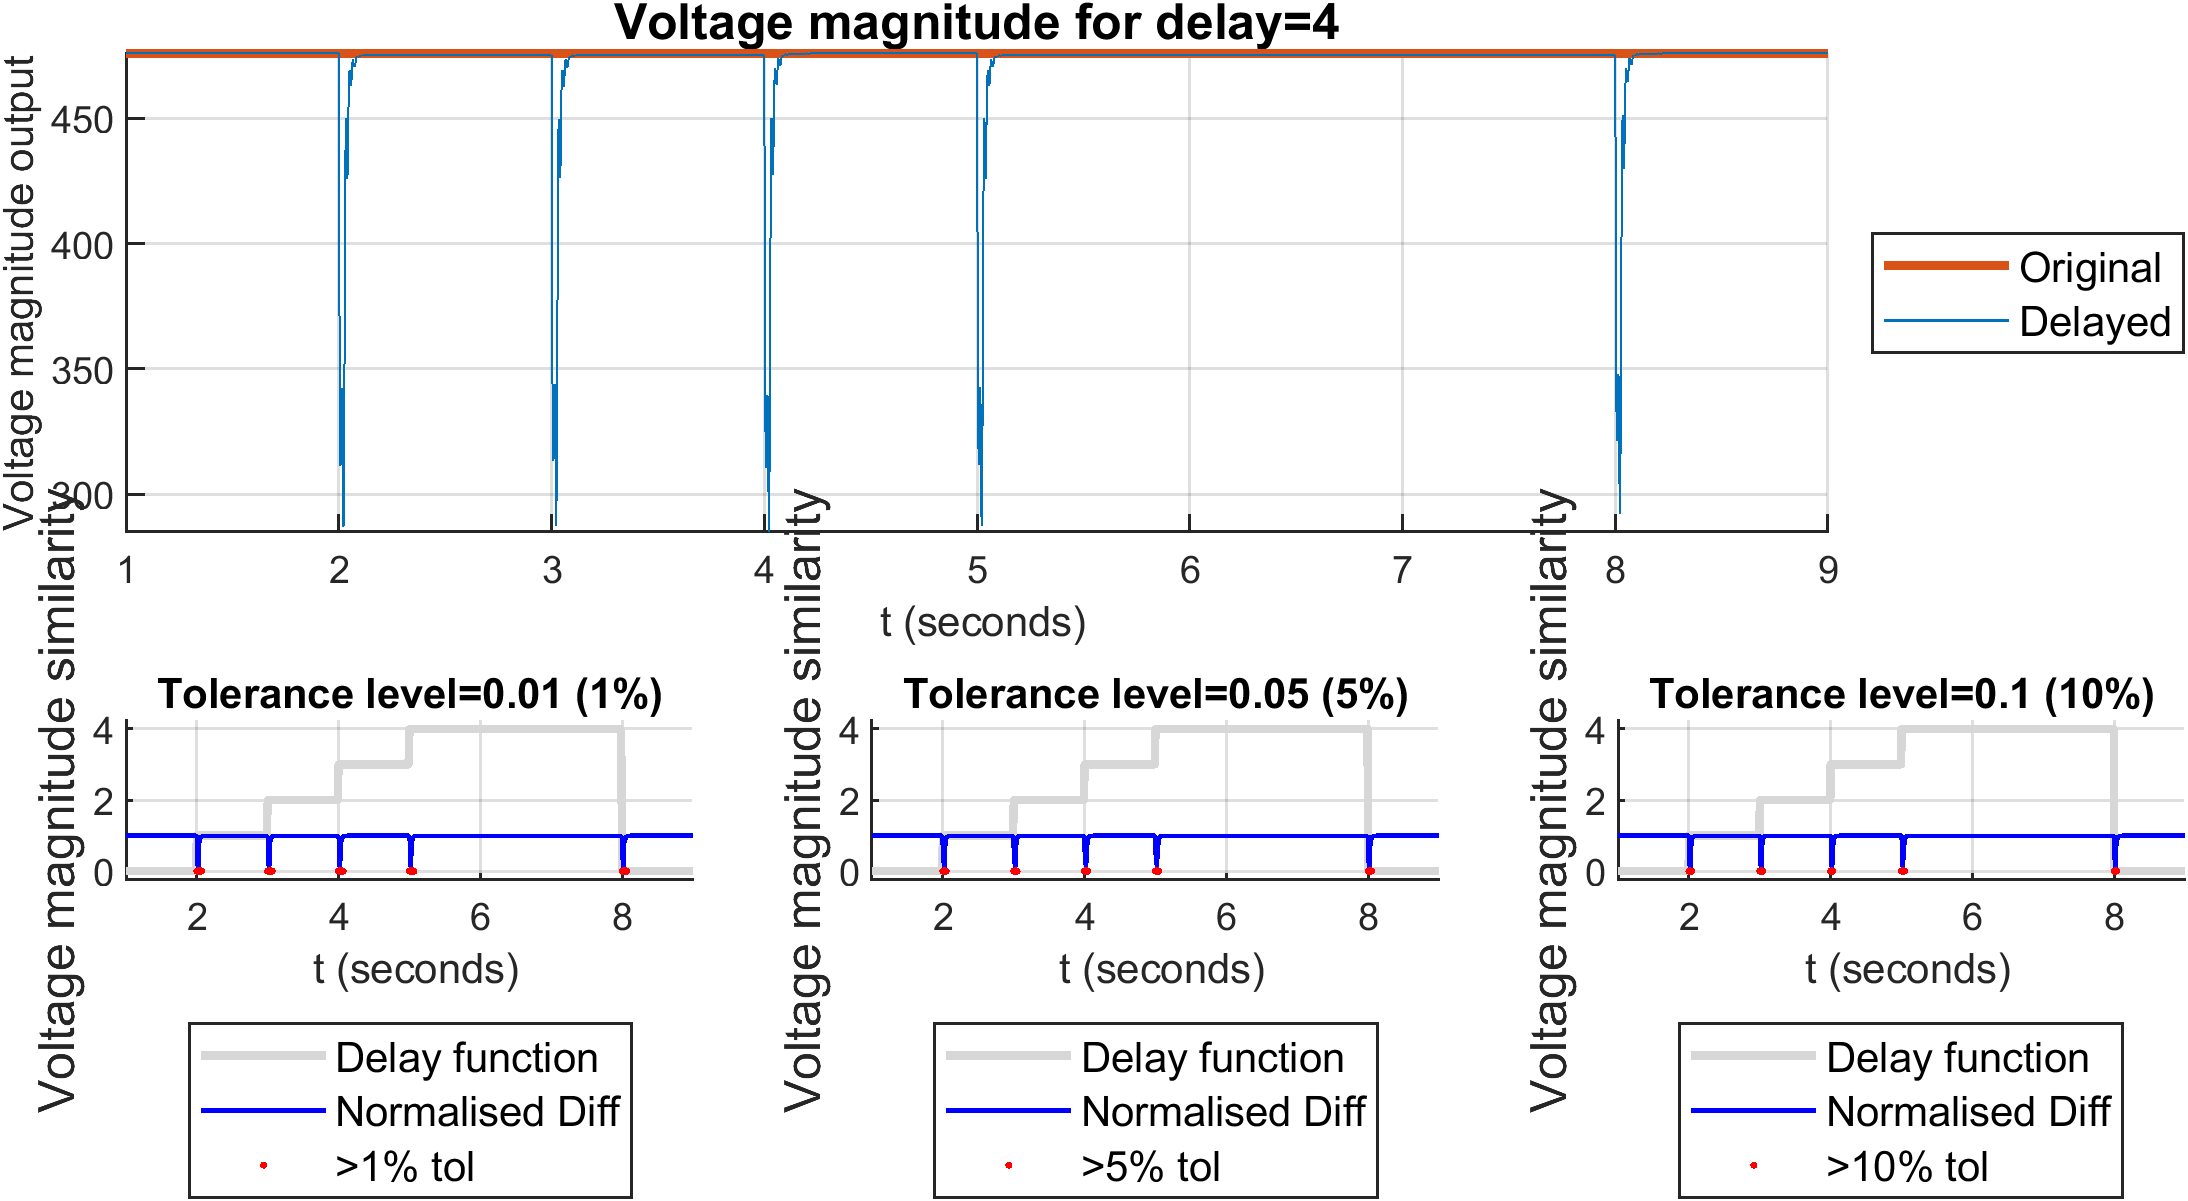 Voltage magnitude for delay=4
Voltage magnitude output
450
400
350
300
1 2 3 4 5 6 7 8 9
t (seconds)
Original
Delayed
Tolerance level=0.01 (1%)
Voltage magnitude similarity
4
2
0
2 4 6 8
t (seconds)
Delay function
Normalised Diff
>1% tol
Tolerance level=0.05 (5%)
Voltage magnitude similarity
4
2
0
2 4 6 8
t (seconds)
Delay function
Normalised Diff
>5% tol
Tolerance level=0.1 (10%)
Voltage magnitude similarity
4
2
0
2 4 6 8
t (seconds)
Delay function
Normalised Diff
>10% tol